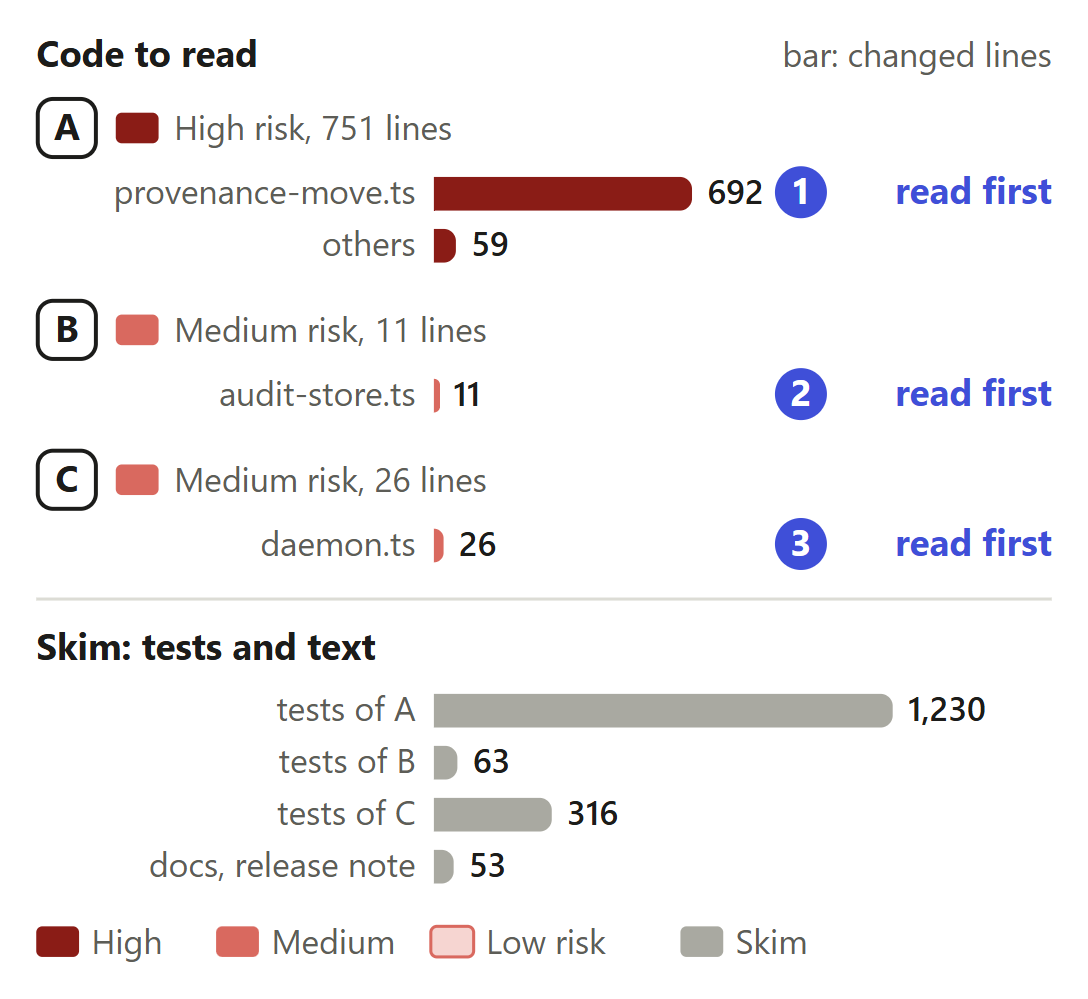 Code to read bar: changed lines
A High risk, 751 lines
provenance-move.ts 692 1 read first
others 59
B Medium risk, 11 lines
audit-store.ts 11 2 read first
C Medium risk, 26 lines
daemon.ts 26 3 read first
Skim: tests and text
tests of A 1,230
tests of B 63
tests of C 316
docs, release note 53
High Medium Low risk Skim